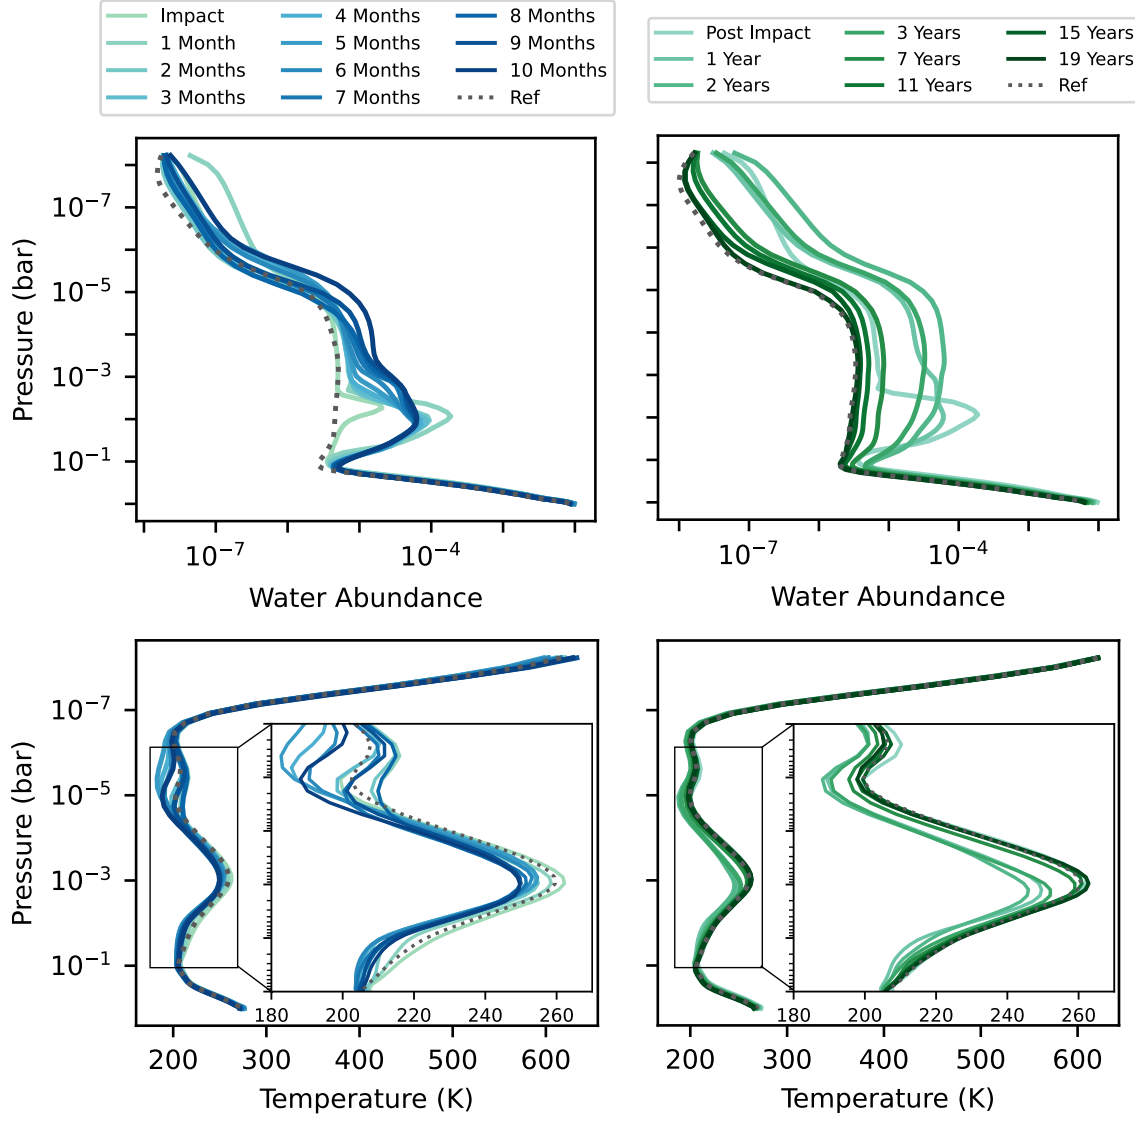 Impact
1 Month
2 Months
3 Months
4 Months
5 Months
6 Months
7 Months
8 Months
9 Months
10 Months
Ref
Post Impact
1 Year
2 Years
3 Years
7 Years
11 Years
15 Years
19 Years
Ref
Pressure (bar)
10⁻⁷
10⁻⁵
10⁻³
10⁻¹
10⁻⁷
10⁻⁴
Water Abundance
10⁻⁷
10⁻⁴
Water Abundance
Pressure (bar)
10⁻⁷
10⁻⁵
10⁻³
10⁻¹
180 200 220 240 260
200 300 400 500 600
Temperature (K)
180 200 220 240 260
200 300 400 500 600
Temperature (K)